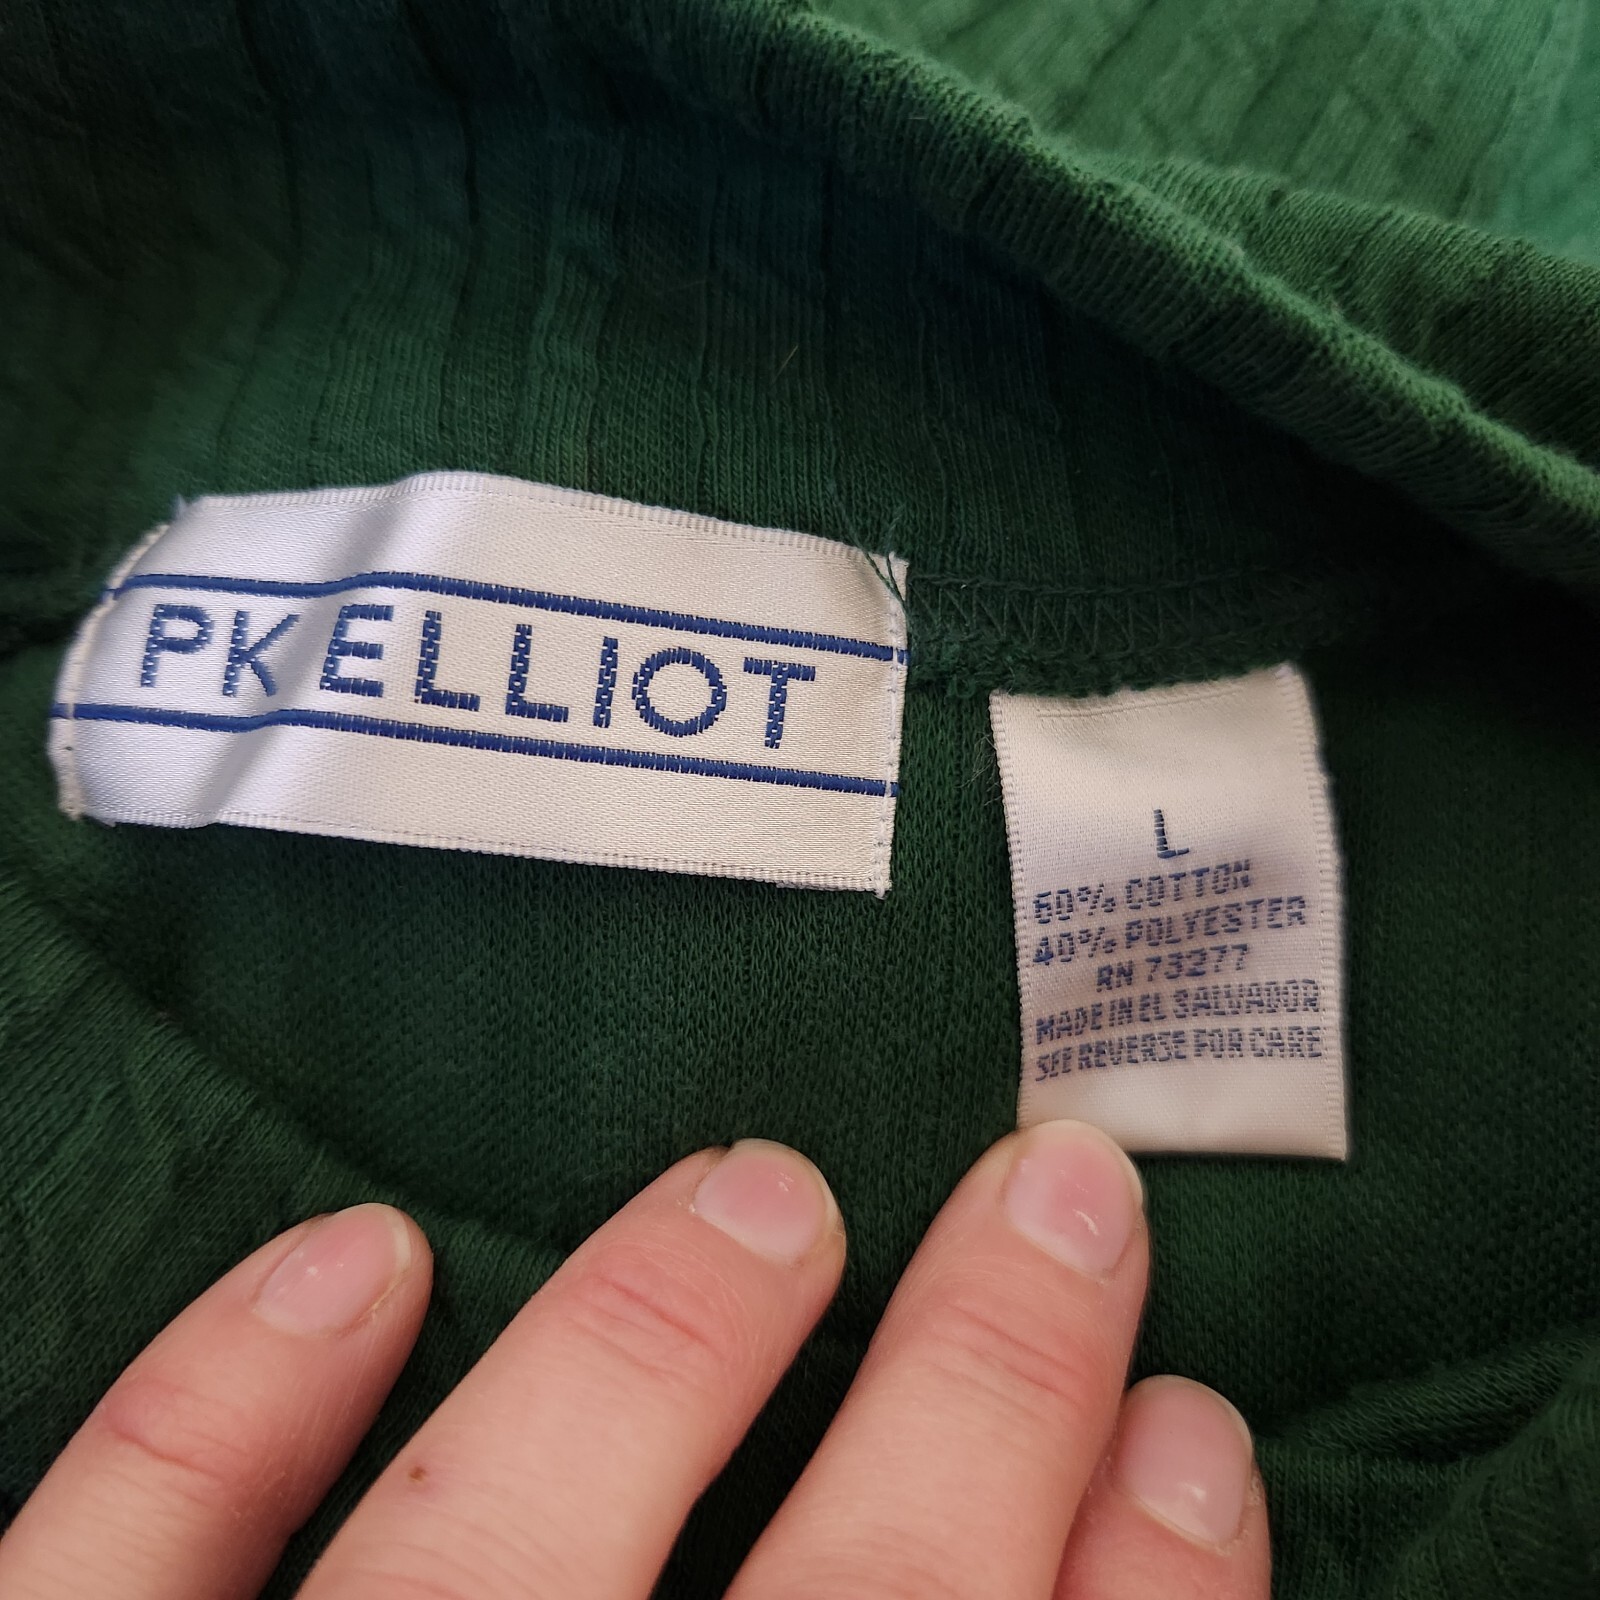 PK ELLIOT
L
60% COTTON
40% POLYESTER
RN 73277
MADE IN EL SALVADOR
SEE REVERSE FOR CARE